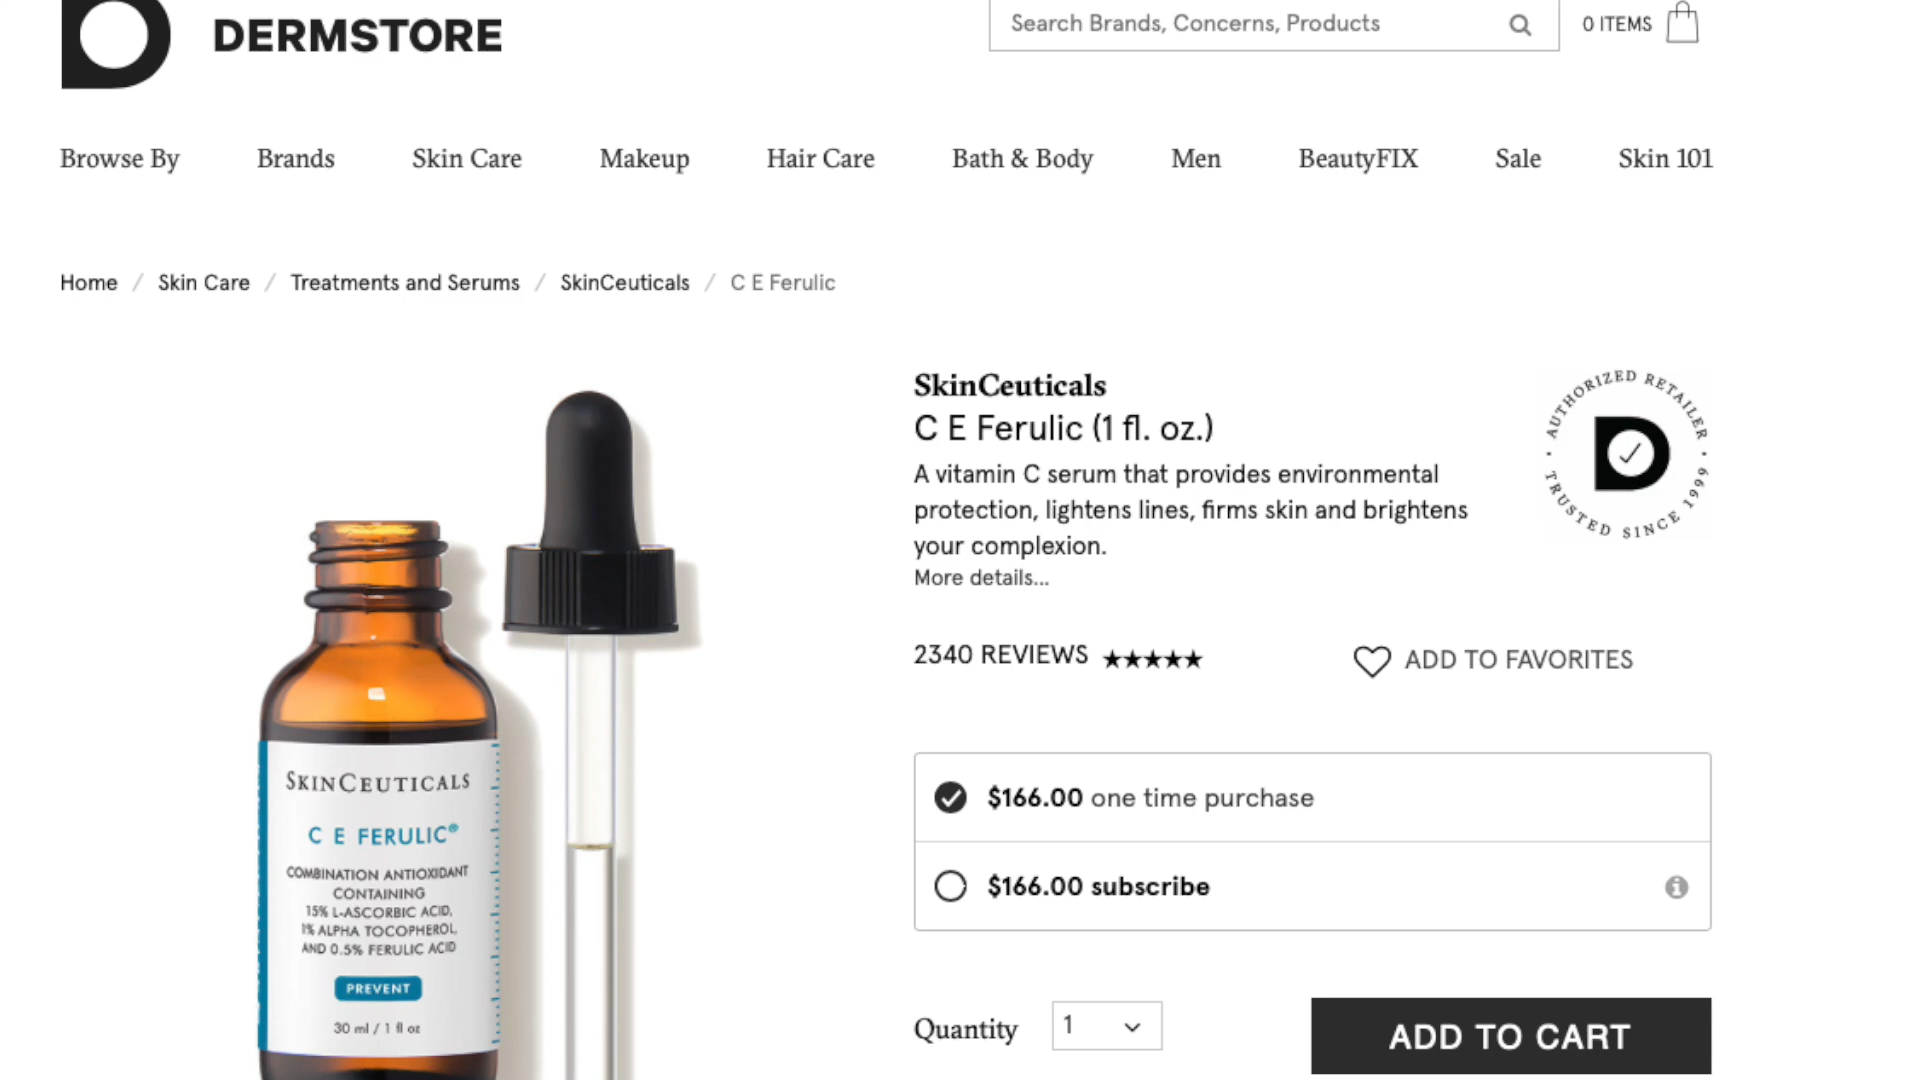 DERMSTORE
Search Brands, Concerns, Products
0 ITEMS
Browse By
Brands
Skin Care
Makeup
Hair Care
Bath & Body
Men
BeautyFIX
Sale
Skin 101
Home / Skin Care / Treatments and Serums / SkinCeuticals / C E Ferulic
SkinCeuticals
C E Ferulic (1 fl. oz.)
A vitamin C serum that provides environmental
protection, lightens lines, firms skin and brightens
your complexion.
More details...
AUTHORIZED RETAILER
TRUSTED SINCE 1999
2340 REVIEWS ★★★★★
ADD TO FAVORITES
$166.00 one time purchase
$166.00 subscribe
Quantity
1
ADD TO CART
SKINCEUTICALS
C E FERULIC®
COMBINATION ANTIOXIDANT
CONTAINING
15% L-ASCORBIC ACID,
1% ALPHA TOCOPHEROL,
AND 0.5% FERULIC ACID
PREVENT
30 ml / 1 fl oz